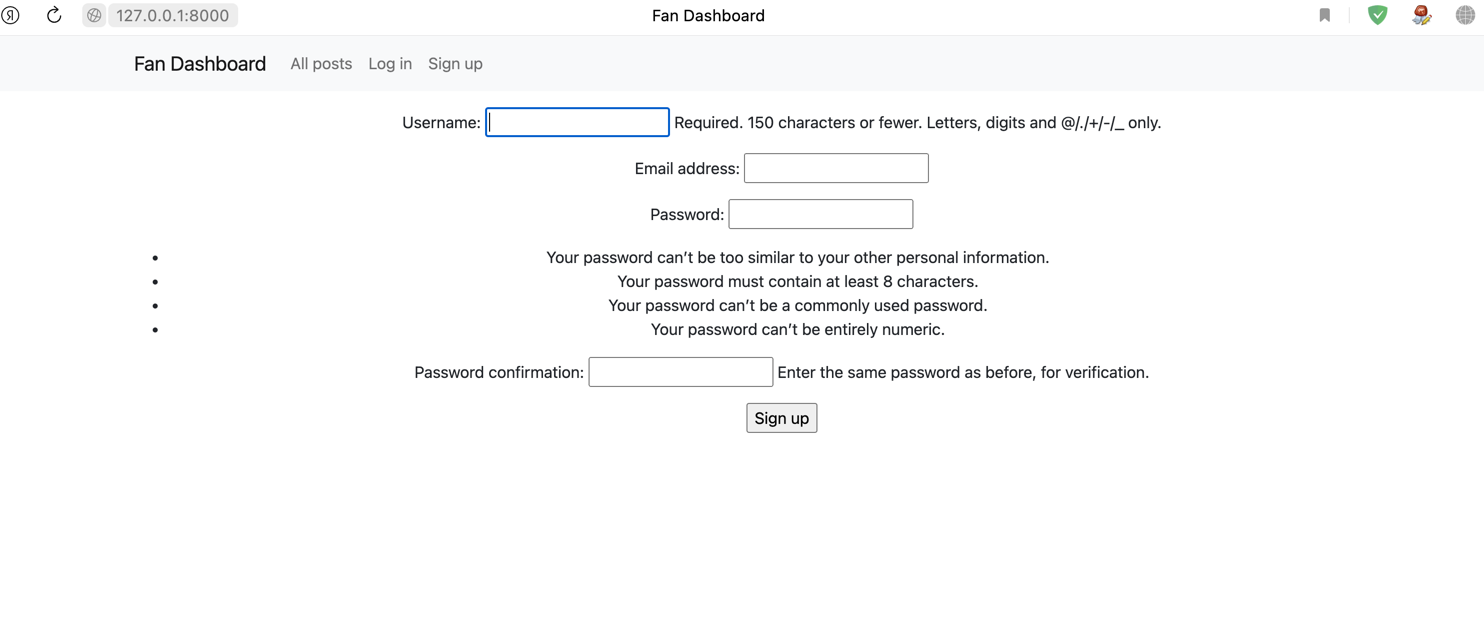 127.0.0.1:8000 Fan Dashboard
Fan Dashboard All posts Log in Sign up
Username: Required. 150 characters or fewer. Letters, digits and @/./+/-/_ only.
Email address:
Password:
• Your password can’t be too similar to your other personal information.
• Your password must contain at least 8 characters.
• Your password can’t be a commonly used password.
• Your password can’t be entirely numeric.
Password confirmation: Enter the same password as before, for verification.
Sign up